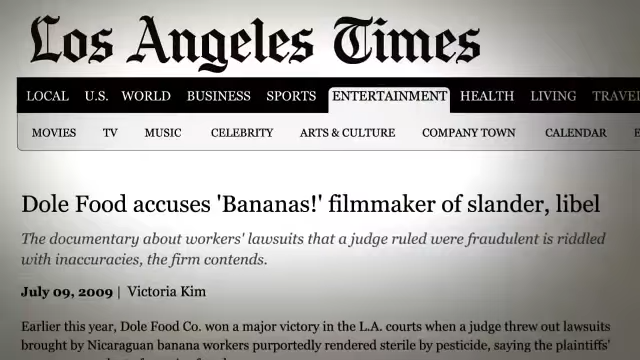 Los Angeles Times
LOCAL U.S. WORLD BUSINESS SPORTS ENTERTAINMENT HEALTH LIVING TRAVEL
MOVIES TV MUSIC CELEBRITY ARTS & CULTURE COMPANY TOWN CALENDAR
Dole Food accuses 'Bananas!' filmmaker of slander, libel
The documentary about workers' lawsuits that a judge ruled were fraudulent is riddled
with inaccuracies, the firm contends.
July 09, 2009 | Victoria Kim
Earlier this year, Dole Food Co. won a major victory in the L.A. courts when a judge threw out lawsuits
brought by Nicaraguan banana workers purportedly rendered sterile by pesticide, saying the plaintiffs'